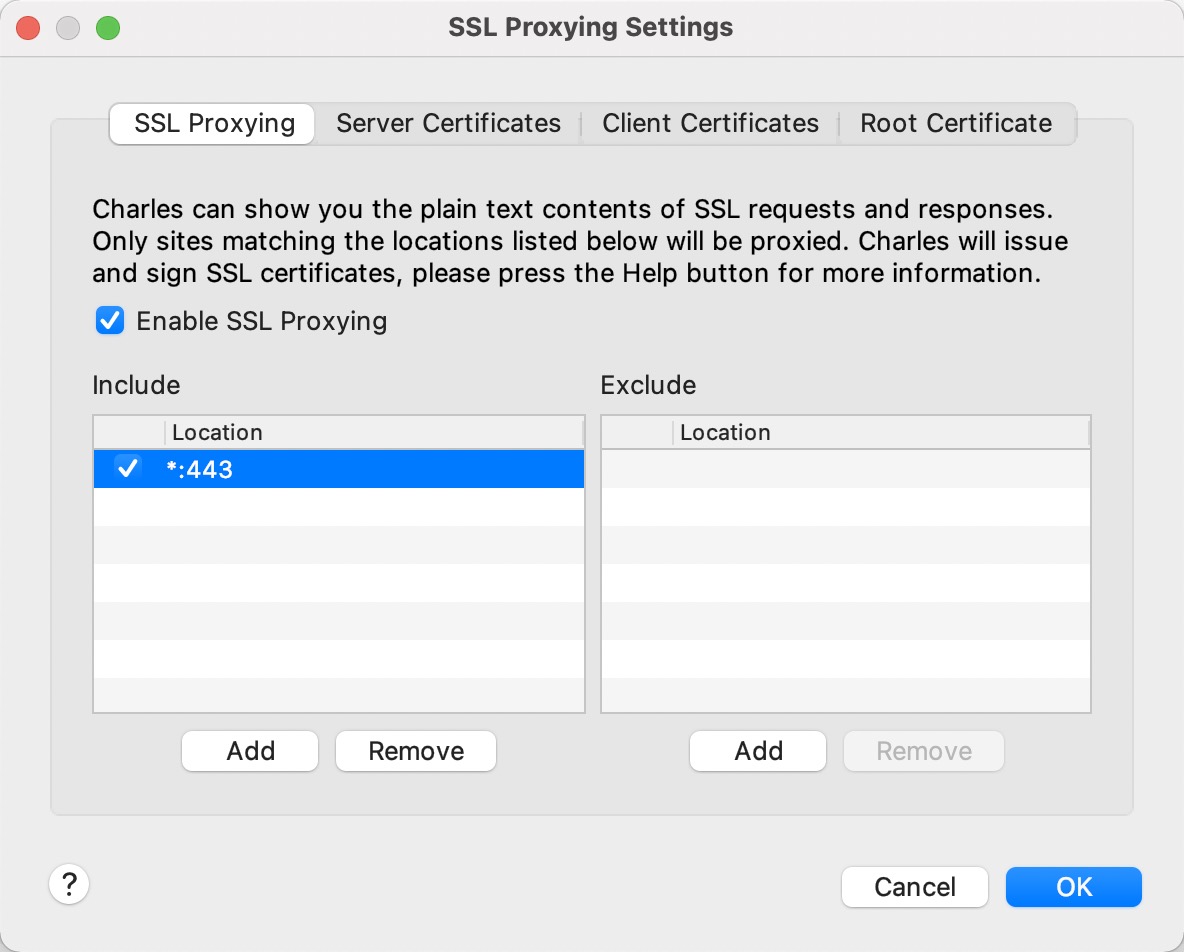 SSL Proxying Settings
SSL Proxying Server Certificates Client Certificates Root Certificate
Charles can show you the plain text contents of SSL requests and responses.
Only sites matching the locations listed below will be proxied. Charles will issue
and sign SSL certificates, please press the Help button for more information.
Enable SSL Proxying
Include Exclude
Location Location
*:443
Add Remove Add Remove
? Cancel OK